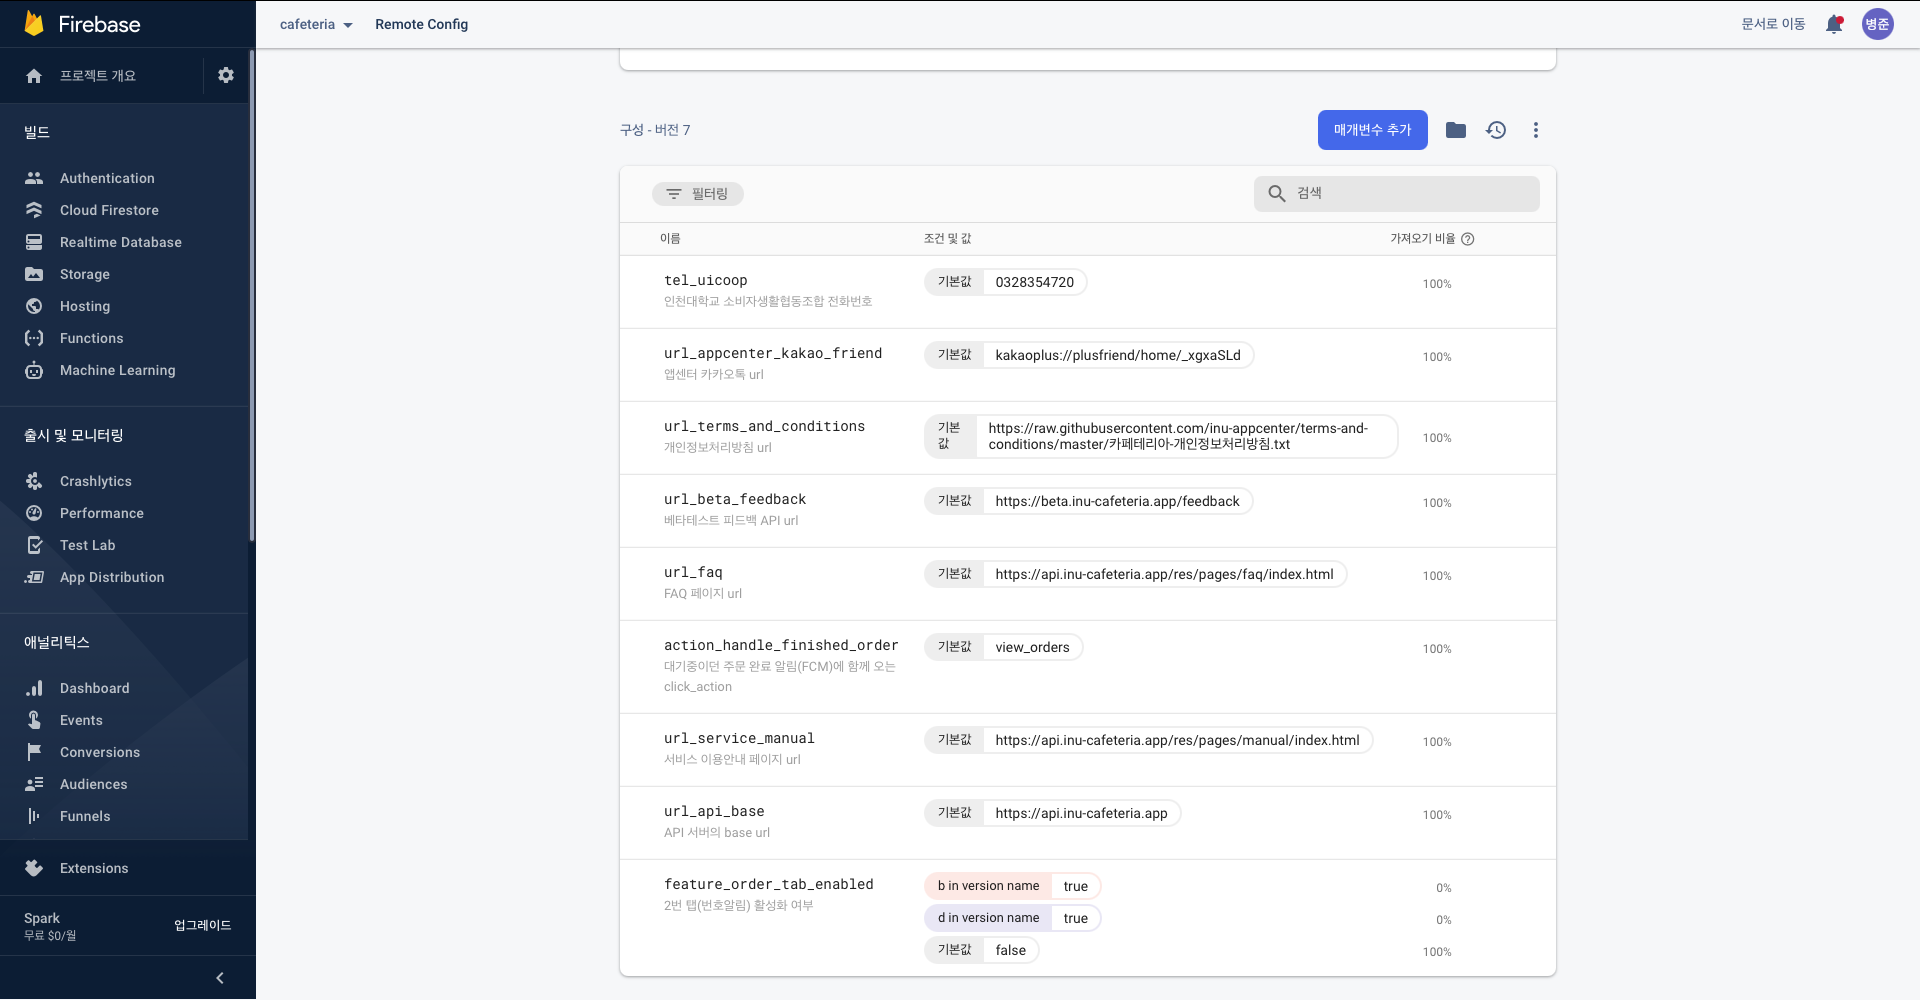 Firebase
cafeteria
Remote Config
문서로 이동
병준
프로젝트 개요
빌드
Authentication
Cloud Firestore
Realtime Database
Storage
Hosting
Functions
Machine Learning
출시 및 모니터링
Crashlytics
Performance
Test Lab
App Distribution
애널리틱스
Dashboard
Events
Conversions
Audiences
Funnels
Extensions
Spark
무료 $0/월
업그레이드
구성 - 버전 7
매개변수 추가
필터링
검색
이름
조건 및 값
가져오기 비율
tel_uicoop
인천대학교 소비자생활협동조합 전화번호
기본값 0328354720
100%
url_appcenter_kakao_friend
앱센터 카카오톡 url
기본값 kakaoplus://plusfriend/home/_xgxaSLd
100%
url_terms_and_conditions
개인정보처리방침 url
기본
값
https://raw.githubusercontent.com/inu-appcenter/terms-and-
conditions/master/카페테리아-개인정보처리방침.txt
100%
url_beta_feedback
베타테스트 피드백 API url
기본값 https://beta.inu-cafeteria.app/feedback
100%
url_faq
FAQ 페이지 url
기본값 https://api.inu-cafeteria.app/res/pages/faq/index.html
100%
action_handle_finished_order
대기중이던 주문 완료 알림(FCM)에 함께 오는
click_action
기본값 view_orders
100%
url_service_manual
서비스 이용안내 페이지 url
기본값 https://api.inu-cafeteria.app/res/pages/manual/index.html
100%
url_api_base
API 서버의 base url
기본값 https://api.inu-cafeteria.app
100%
feature_order_tab_enabled
2번 탭(번호알림) 활성화 여부
b in version name true
0%
d in version name true
0%
기본값 false
100%